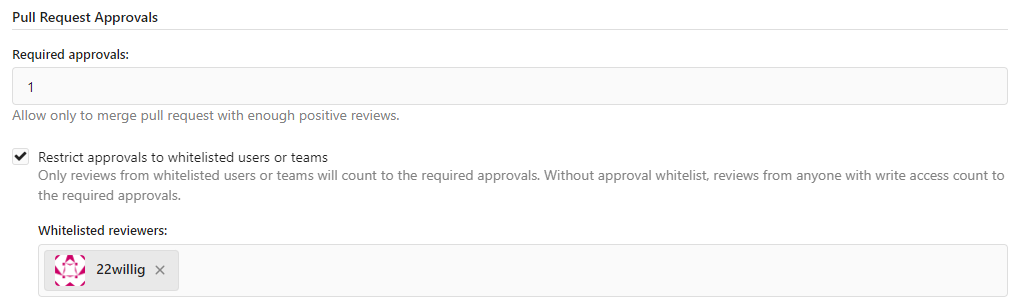 Pull Request Approvals
Required approvals:
1
Allow only to merge pull request with enough positive reviews.
Restrict approvals to whitelisted users or teams
Only reviews from whitelisted users or teams will count to the required approvals. Without approval whitelist, reviews from anyone with write access count to
the required approvals.
Whitelisted reviewers:
22willig ×